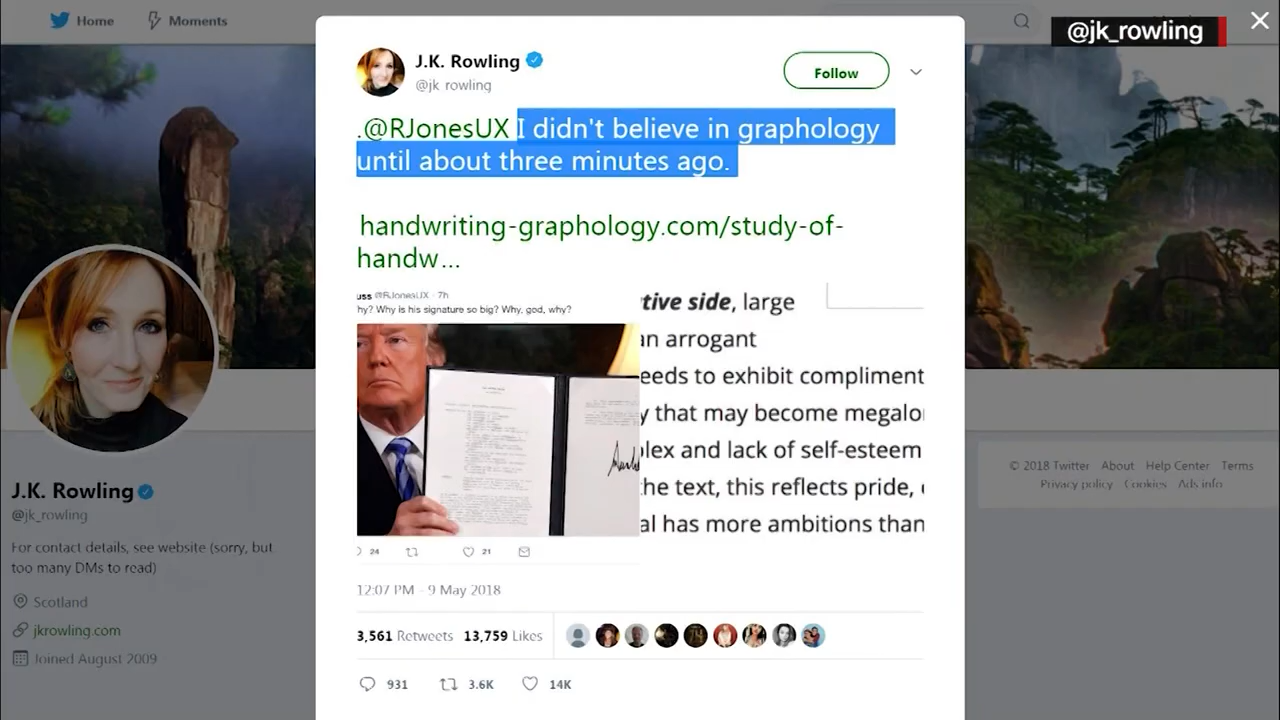 Home
Moments
@jk_rowling
J.K. Rowling
@jk_rowling
Follow
.@RJonesUX I didn't believe in graphology
until about three minutes ago.
handwriting-graphology.com/study-of-
handw...
uss @RJonesUX · 7h
hy? Why is his signature so big? Why, god, why?
24
21
tive side, large
an arrogant
eeds to exhibit compliment
y that may become megalo
lex and lack of self-esteem
he text, this reflects pride,
al has more ambitions than
12:07 PM - 9 May 2018
3,561 Retweets 13,759 Likes
931 3.6K 14K
J.K. Rowling
@jk_rowling
For contact details, see website (sorry, but
too many DMs to read)
Scotland
jkrowling.com
Joined August 2009
© 2018 Twitter About Help Center Terms
Privacy policy Cookies Ads info